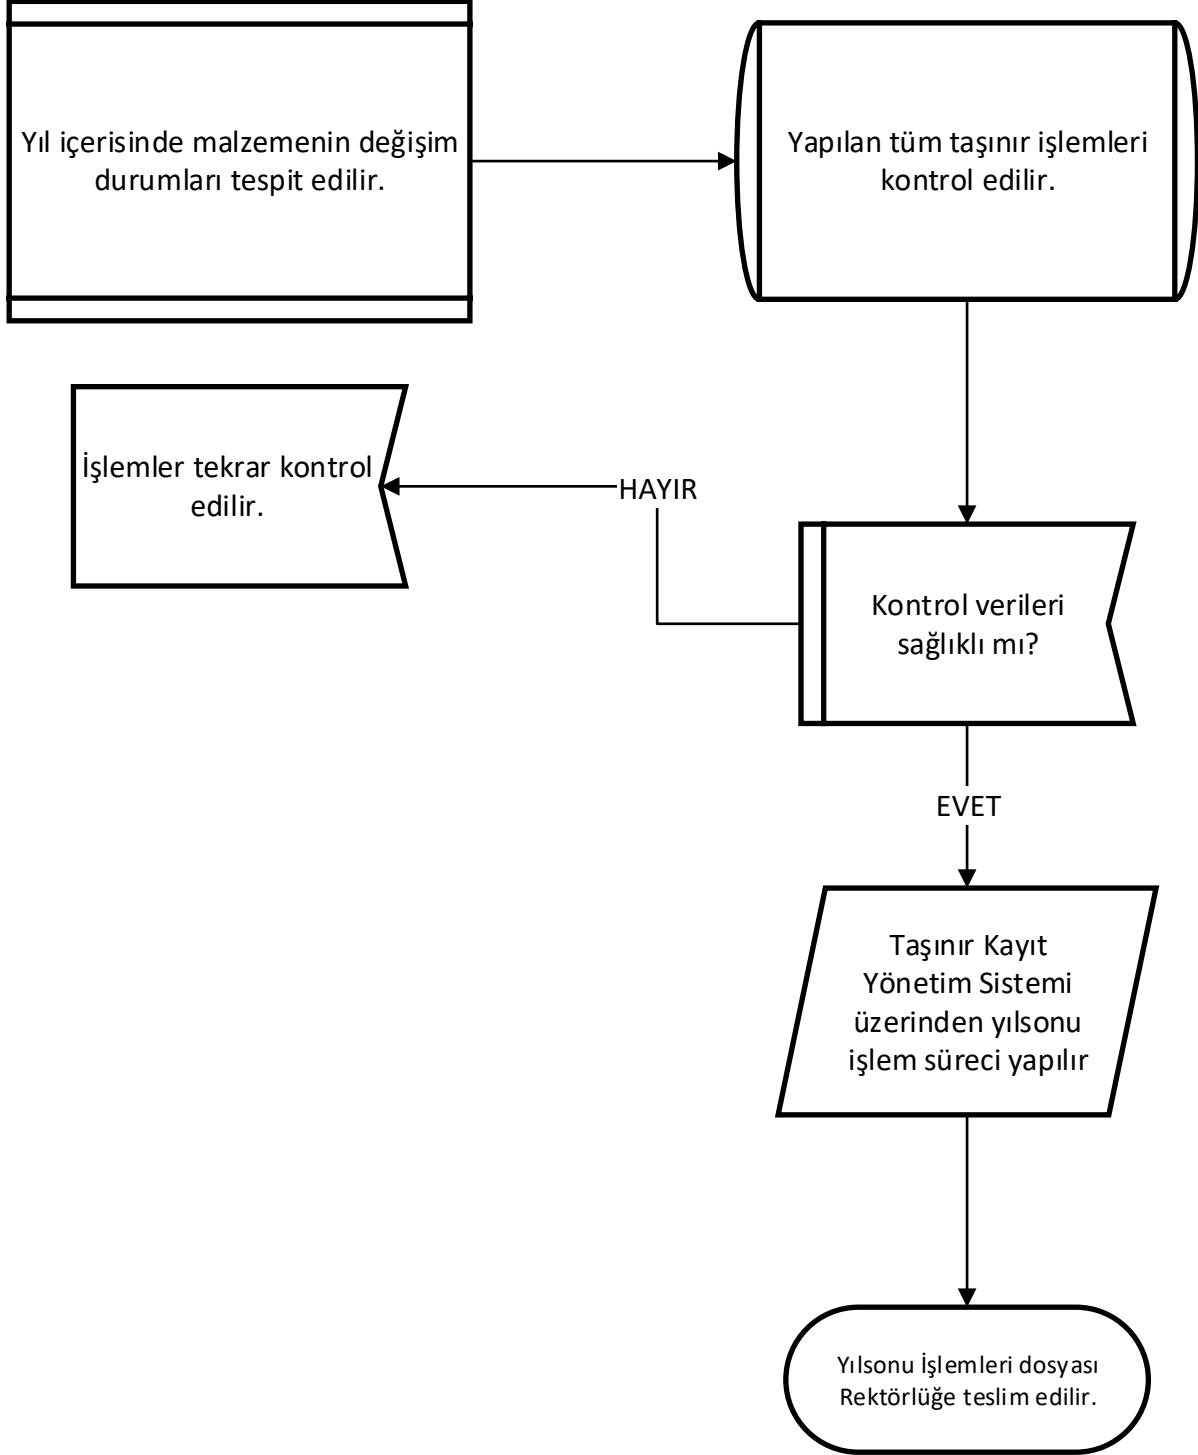 Yıl içerisinde malzemenin değişim
durumları tespit edilir.
Yapılan tüm taşınır işlemleri
kontrol edilir.
İşlemler tekrar kontrol
edilir.
HAYIR
Kontrol verileri
sağlıklı mı?
EVET
Taşınır Kayıt
Yönetim Sistemi
üzerinden yılsonu
işlem süreci yapılır
Yılsonu İşlemleri dosyası
Rektörlüğe teslim edilir.